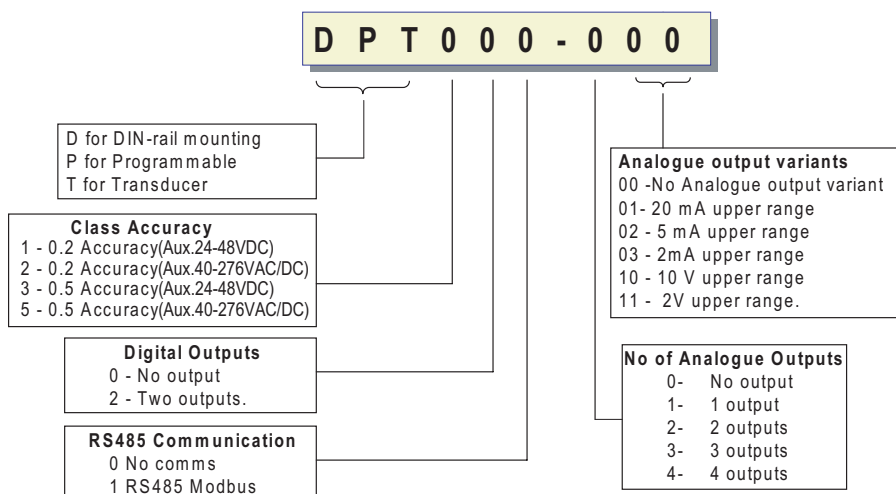 D P T 0 0 0 - 0 0 0
D for DIN-rail mounting
P for Programmable
T for Transducer
Class Accuracy
1 - 0.2 Accuracy(Aux.24-48VDC)
2 - 0.2 Accuracy(Aux.40-276VAC/DC)
3 - 0.5 Accuracy(Aux.24-48VDC)
5 - 0.5 Accuracy(Aux.40-276VAC/DC)
Digital Outputs
0 - No output
2 - Two outputs.
RS485 Communication
0 No comms
1 RS485 Modbus
Analogue output variants
00 -No Analogue output variant
01- 20 mA upper range
02 - 5 mA upper range
03 - 2mA upper range
10 - 10 V upper range
11 - 2V upper range.
No of Analogue Outputs
0- No output
1- 1 output
2- 2 outputs
3- 3 outputs
4- 4 outputs